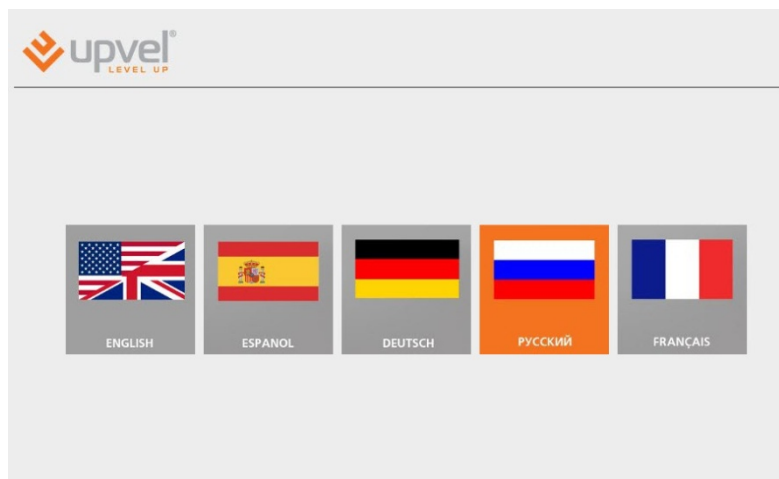 upvel®
LEVEL UP
ENGLISH
ESPANOL
DEUTSCH
РУССКИЙ
FRANÇAIS